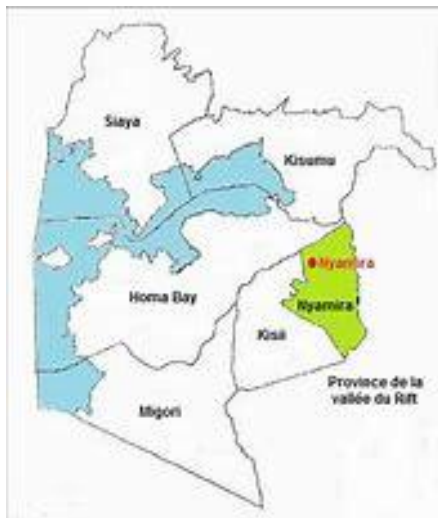 Siaya
Kisumu
Nyamira
Homa Bay
Nyamira
Kisii
Province de la
vallée du Rift
Migori